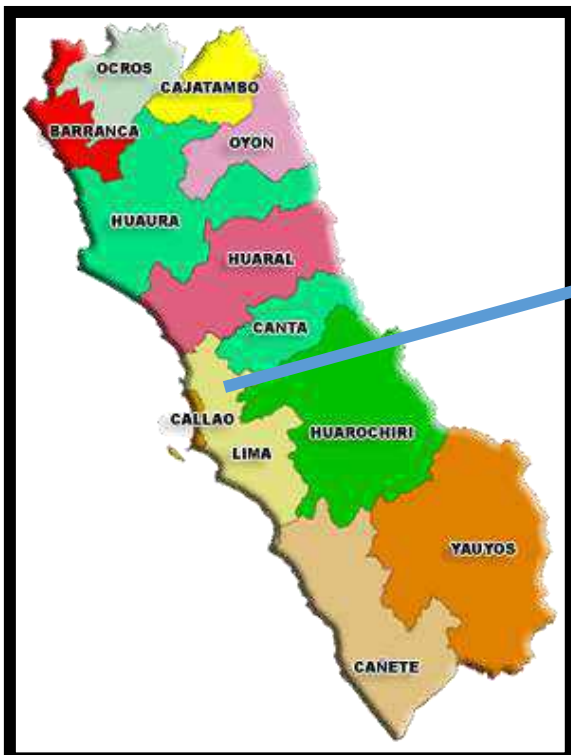 OCROS
CAJATAMBO
BARRANCA
OYON
HUAURA
HUARAL
CANTA
CALLAO
HUAROCHIRI
LIMA
YAUYOS
CAÑETE